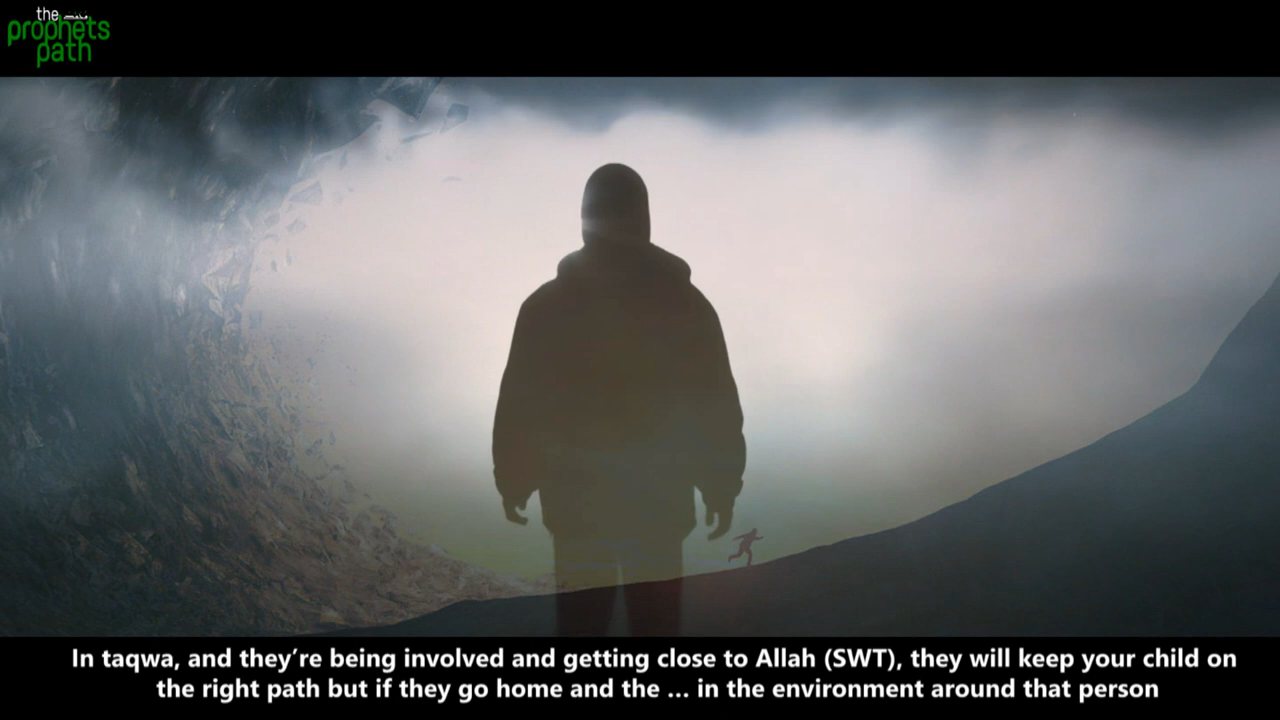 the
prophets
path
In taqwa, and they’re being involved and getting close to Allah (SWT), they will keep your child on
the right path but if they go home and the ... in the environment around that person